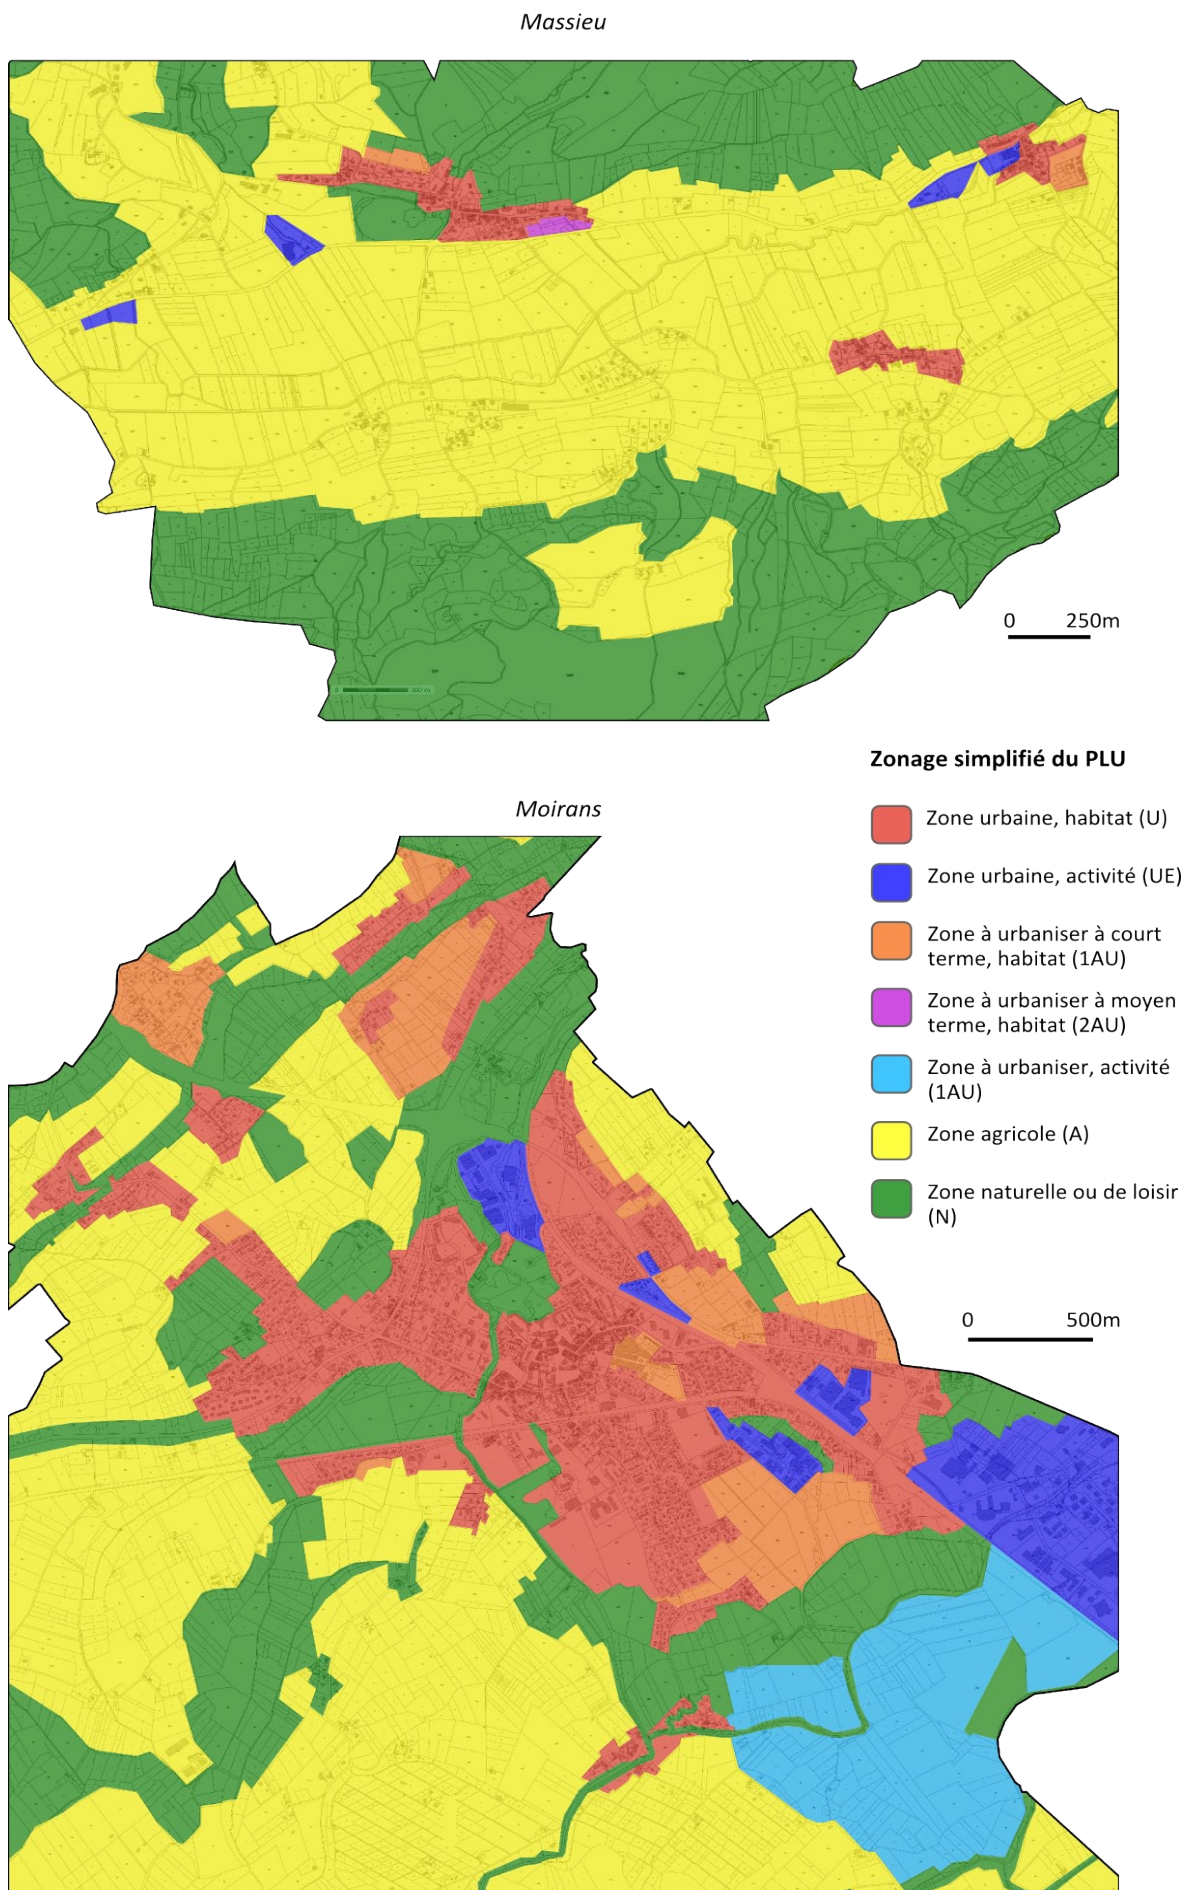 Massieu
0 250m
0 300 m
Zonage simplifié du PLU
Moirans
Zone urbaine, habitat (U)
Zone urbaine, activité (UE)
Zone à urbaniser à court
terme, habitat (1AU)
Zone à urbaniser à moyen
terme, habitat (2AU)
Zone à urbaniser, activité
(1AU)
Zone agricole (A)
Zone naturelle ou de loisir
(N)
0 500m